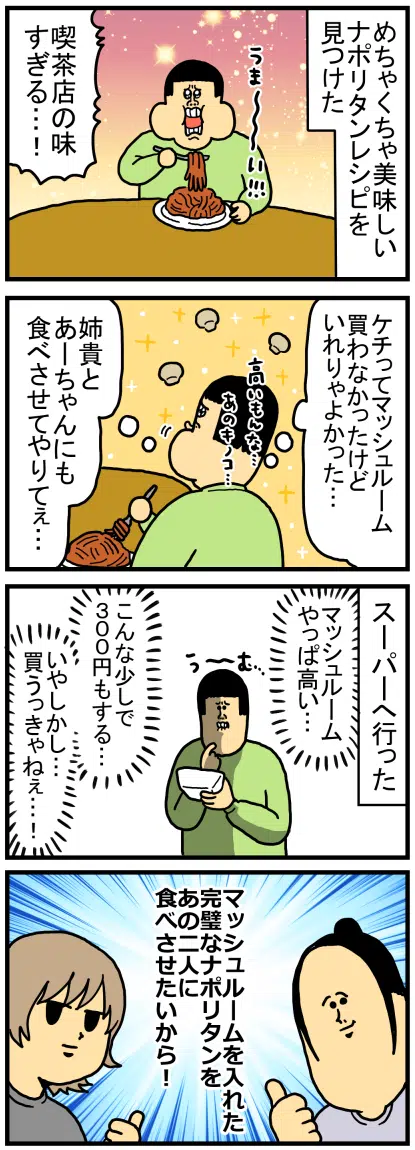 めちゃくちゃ美味しい
ナポリタンレシピを
見つけた
うま〜〜い!!!
喫茶店の味
すぎる…!
ケチってマッシュルーム
買わなかったけど
いれりゃよかった…
高いもんな…
あのキノコ…
姉貴と
あーちゃんにも
食べさせてやりてぇ…
スーパーへ行った
マッシュルーム
やっぱ高い…
う〜む…
こんな少しで
300円もする…
いやしかし…
買うっきゃねぇ…!
マッシュルームを入れた
完璧なナポリタンを
あの二人に
食べさせたいから!